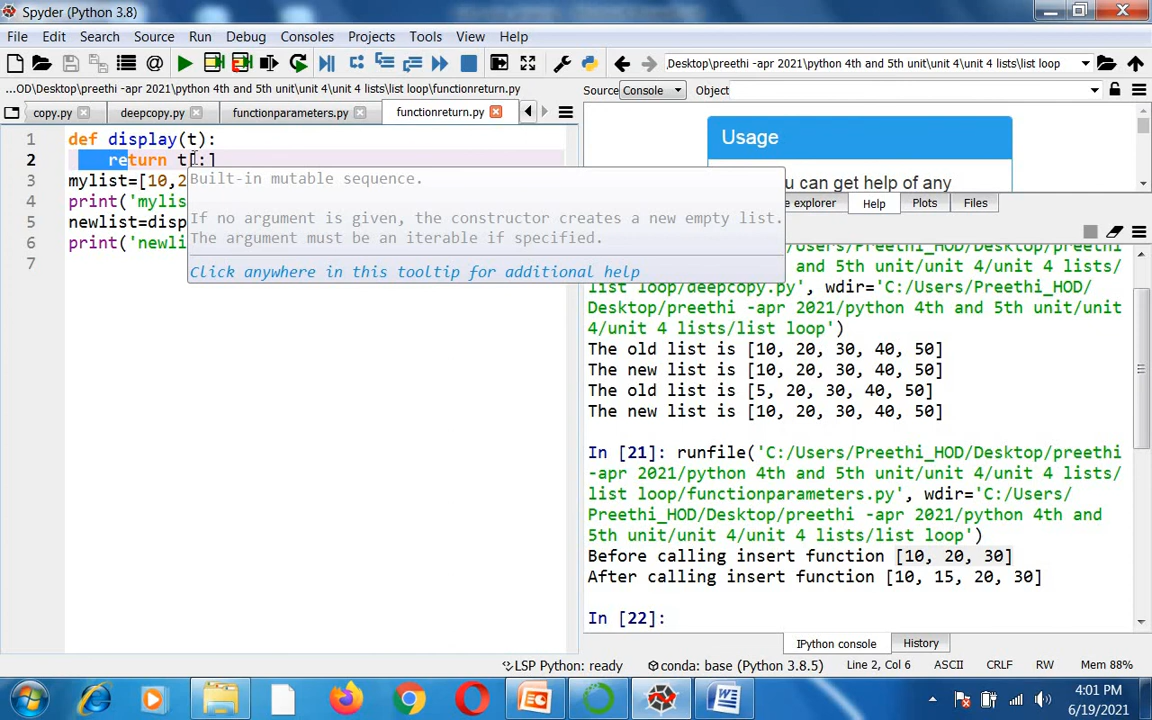 Spyder (Python 3.8)
File Edit Search Source Run Debug Consoles Projects Tools View Help
Desktop\preethi -apr 2021\python 4th and 5th unit\unit 4\unit 4 lists\list loop
OD\Desktop\preethi -apr 2021\python 4th and 5th unit\unit 4\unit 4 lists\list loop\functionreturn.py
Source Console Object
copy.py deepcopy.py functionparameters.py functionreturn.py
Usage
ou can get help of any
e explorer Help Plots Files
1 def display(t):
2 return t[:]
3 mylist=[10,2
4 print('mylis
5 newlist=disp
6 print('newli
7
Built-in mutable sequence.
If no argument is given, the constructor creates a new empty list.
The argument must be an iterable if specified.
Click anywhere in this tooltip for additional help
/Users/Preethi_HOD/Desktop/preethi
and 5th unit/unit 4/unit 4 lists/
list loop/deepcopy.py', wdir='C:/Users/Preethi_HOD/
Desktop/preethi -apr 2021/python 4th and 5th unit/unit
4/unit 4 lists/list loop')
The old list is [10, 20, 30, 40, 50]
The new list is [10, 20, 30, 40, 50]
The old list is [5, 20, 30, 40, 50]
The new list is [10, 20, 30, 40, 50]
In [21]: runfile('C:/Users/Preethi_HOD/Desktop/preethi
-apr 2021/python 4th and 5th unit/unit 4/unit 4 lists/
list loop/functionparameters.py', wdir='C:/Users/
Preethi_HOD/Desktop/preethi -apr 2021/python 4th and
5th unit/unit 4/unit 4 lists/list loop')
Before calling insert function [10, 20, 30]
After calling insert function [10, 15, 20, 30]
In [22]:
IPython console History
LSP Python: ready conda: base (Python 3.8.5) Line 2, Col 6 ASCII CRLF RW Mem 88%
4:01 PM
6/19/2021